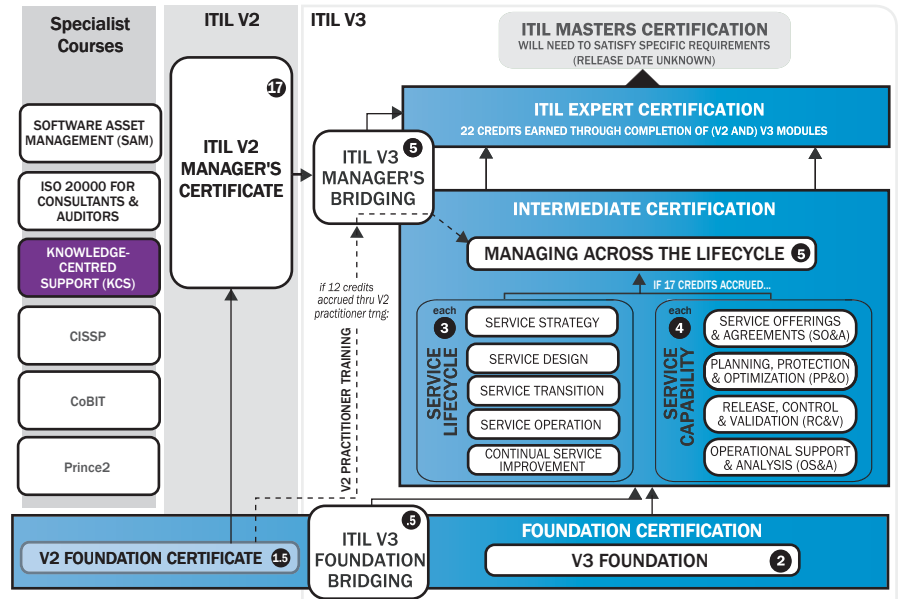 Specialist
Courses
ITIL V2
ITIL V3
SOFTWARE ASSET
MANAGEMENT (SAM)
ISO 20000 FOR
CONSULTANTS &
AUDITORS
KNOWLEDGE-
CENTRED
SUPPORT (KCS)
CISSP
CoBIT
Prince2
17
ITIL V2
MANAGER'S
CERTIFICATE
ITIL V3
MANAGER'S
BRIDGING
5
ITIL MASTERS CERTIFICATION
WILL NEED TO SATISFY SPECIFIC REQUIREMENTS
(RELEASE DATE UNKNOWN)
ITIL EXPERT CERTIFICATION
22 CREDITS EARNED THROUGH COMPLETION OF (V2 AND) V3 MODULES
INTERMEDIATE CERTIFICATION
MANAGING ACROSS THE LIFECYCLE 5
IF 17 CREDITS ACCRUED...
if 12 credits
accrued thru V2
practitioner trng:
V2 PRACTITIONER TRAINING
each
3
SERVICE
LIFECYCLE
SERVICE STRATEGY
SERVICE DESIGN
SERVICE TRANSITION
SERVICE OPERATION
CONTINUAL SERVICE
IMPROVEMENT
each
4
SERVICE
CAPABILITY
SERVICE OFFERINGS
& AGREEMENTS (SO&A)
PLANNING, PROTECTION
& OPTIMIZATION (PP&O)
RELEASE, CONTROL
& VALIDATION (RC&V)
OPERATIONAL SUPPORT
& ANALYSIS (OS&A)
V2 FOUNDATION CERTIFICATE 1.5
.5
ITIL V3
FOUNDATION
BRIDGING
FOUNDATION CERTIFICATION
V3 FOUNDATION 2